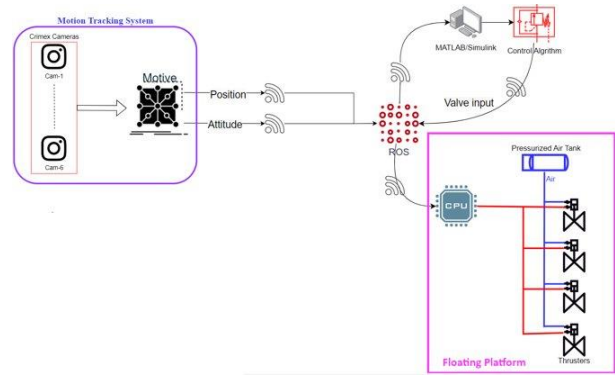 Motion Tracking System
Crimex Cameras
Cam-1
Cam-6
Motive
Position
Attitude
MATLAB/Simulink
Control Algrithm
Valve input
ROS
CPU
Pressurized Air Tank
Air
Thrusters
Floating Platform